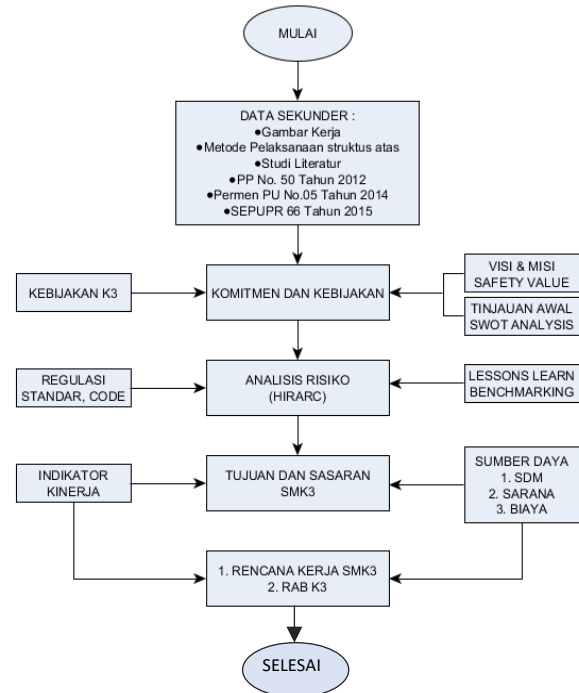 MULAI
DATA SEKUNDER :
●Gambar Kerja
●Metode Pelaksanaan struktus atas
●Studi Literatur
●PP No. 50 Tahun 2012
●Permen PU No.05 Tahun 2014
●SEPUPR 66 Tahun 2015
KEBIJAKAN K3
KOMITMEN DAN KEBIJAKAN
VISI & MISI
SAFETY VALUE
TINJAUAN AWAL
SWOT ANALYSIS
REGULASI
STANDAR, CODE
ANALISIS RISIKO
(HIRARC)
LESSONS LEARN
BENCHMARKING
INDIKATOR
KINERJA
TUJUAN DAN SASARAN
SMK3
SUMBER DAYA
1. SDM
2. SARANA
3. BIAYA
1. RENCANA KERJA SMK3
2. RAB K3
SELESAI